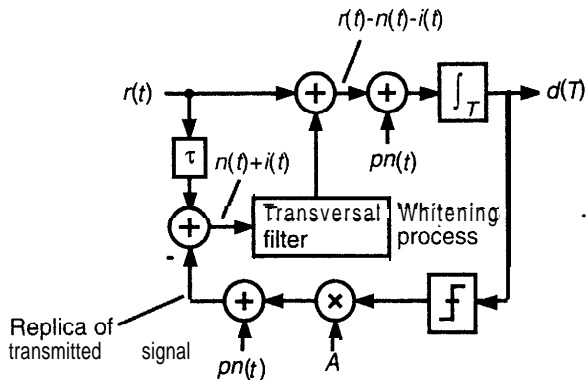 r(t)-n(t)-i(t)
r(t)
+
+
∫T
d(T)
τ
n(t)+i(t)
pn(t)
+
Transversal
filter
Whitening
process
-
+
×
Replica of
transmitted signal
pn(t)
A